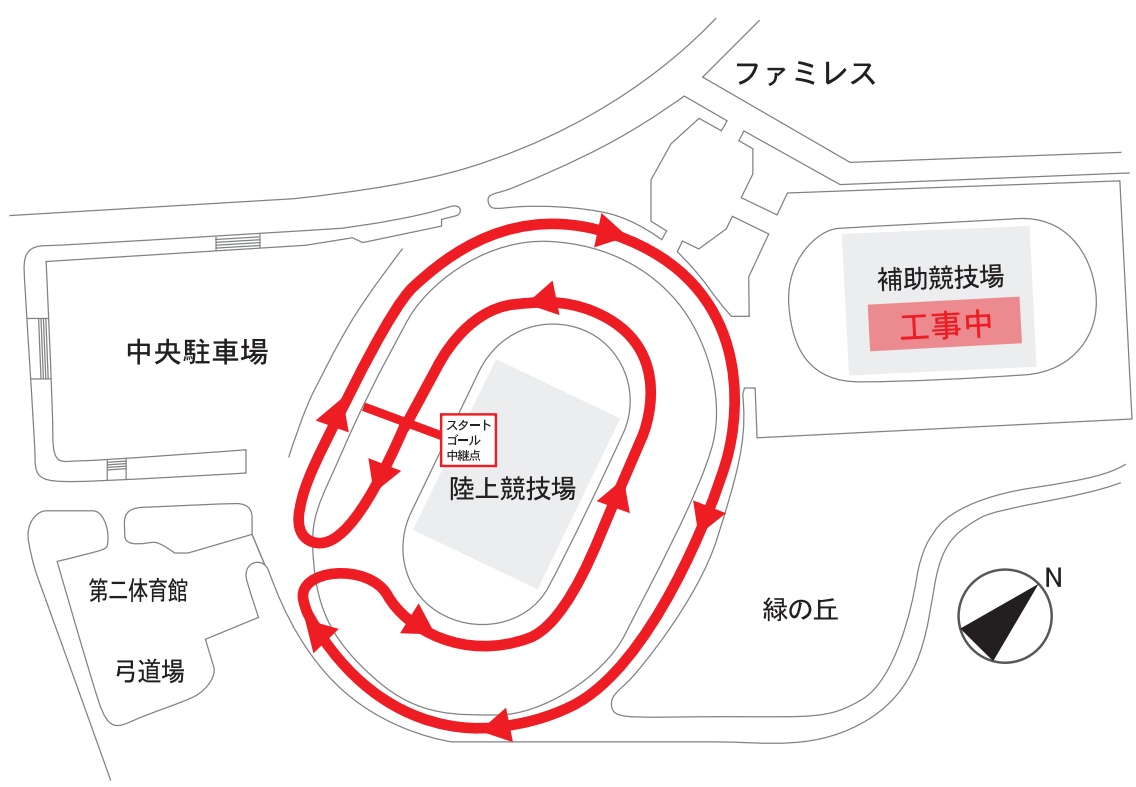 ファミレス
補助競技場
工事中
中央駐車場
スタート
ゴール
中継点
陸上競技場
第二体育館
弓道場
緑の丘
N